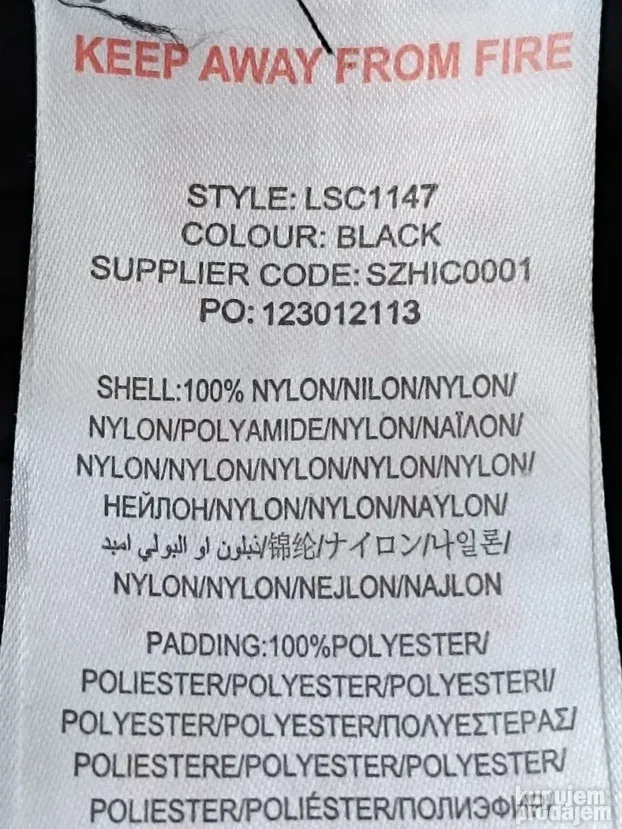 KEEP AWAY FROM FIRE
STYLE: LSC1147
COLOUR: BLACK
SUPPLIER CODE: SZHIC0001
PO: 123012113
SHELL:100% NYLON/NILON/NYLON/
NYLON/POLYAMIDE/NYLON/ΝΑΪΛΟΝ/
NYLON/NYLON/NYLON/NYLON/NYLON/
НЕЙЛОН/NYLON/NYLON/NAYLON/
نيلون او البولي اميد/锦纶/ナイロン/나일론/
NYLON/NYLON/NEJLON/NAJLON
PADDING:100%POLYESTER/
POLIESTER/POLYESTER/POLYESTERI/
POLYESTER/POLYESTER/ΠΟΛΥΕΣΤΕΡΑΣ/
POLIESTERE/POLYESTER/POLYESTER/
POLIESTER/POLIÉSTER/
kupujem
prodajem